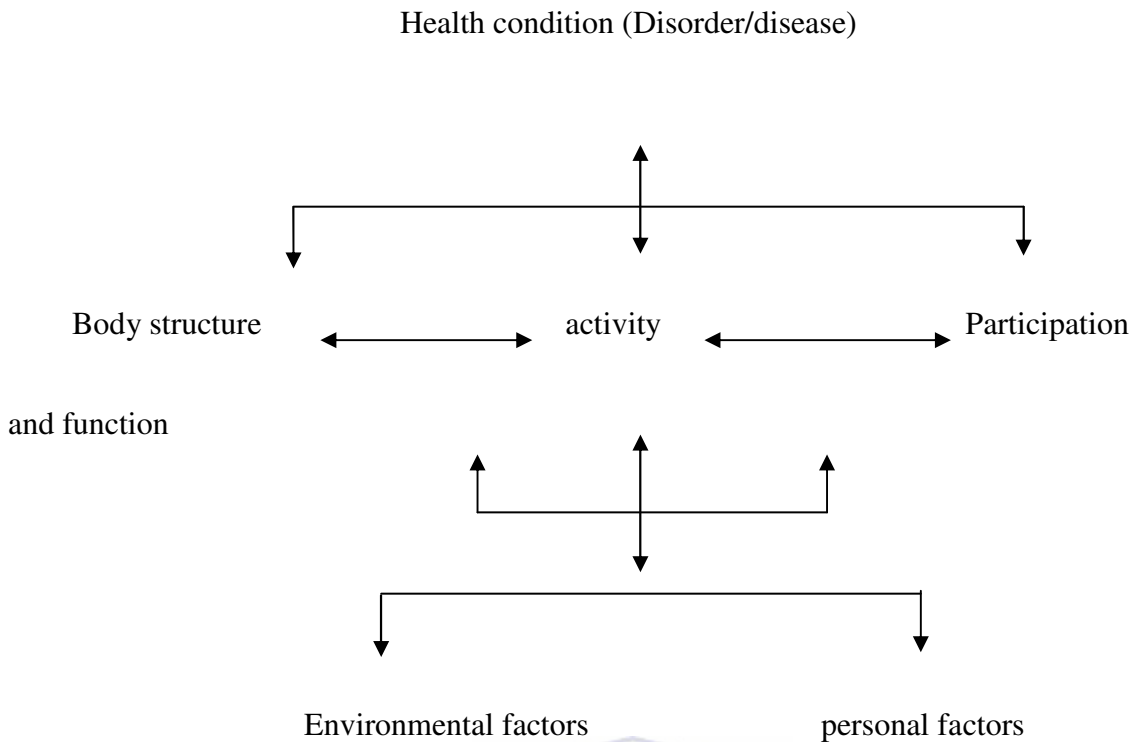 Health condition (Disorder/disease)
Body structure activity Participation
and function
Environmental factors personal factors